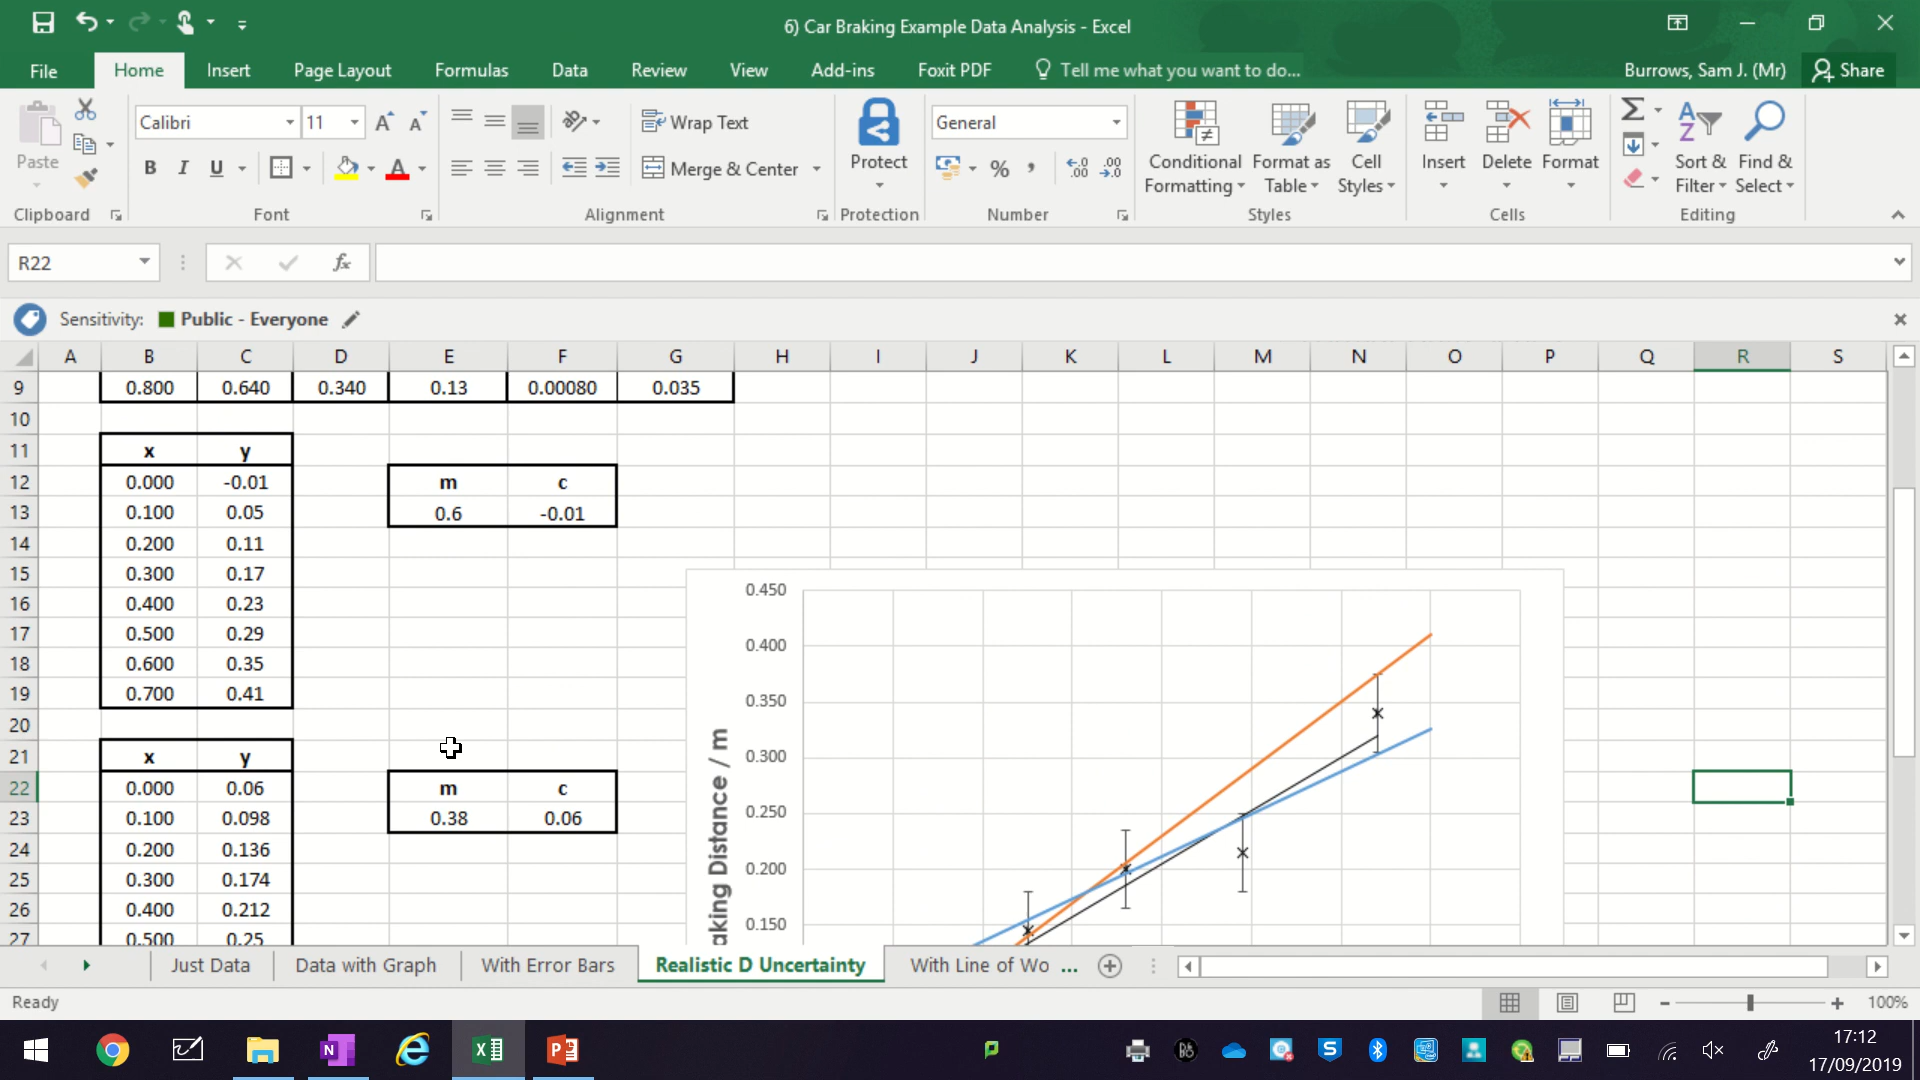 6) Car Braking Example Data Analysis - Excel
File Home Insert Page Layout Formulas Data Review View Add-ins Foxit PDF Tell me what you want to do... Burrows, Sam J. (Mr) Share
Calibri 11 Wrap Text General
Paste B I U Merge & Center Protect % , Conditional Formatting Format as Table Cell Styles Insert Delete Format Sort & Filter Find & Select
Clipboard Font Alignment Protection Number Styles Cells Editing
R22 fx
Sensitivity: Public - Everyone
A B C D E F G H I J K L M N O P Q R S
9 0.800 0.640 0.340 0.13 0.00080 0.035
10
11 x y
12 0.000 -0.01 m c
13 0.100 0.05 0.6 -0.01
14 0.200 0.11
15 0.300 0.17
16 0.400 0.23
17 0.500 0.29
18 0.600 0.35
19 0.700 0.41
20
21 x y
22 0.000 0.06 m c
23 0.100 0.098 0.38 0.06
24 0.200 0.136
25 0.300 0.174
26 0.400 0.212
27 0.500 0.25
0.450
0.400
0.350
0.300
0.250
0.200
0.150
aking Distance / m
Just Data Data with Graph With Error Bars Realistic D Uncertainty With Line of Wo ...
Ready 100%
17:12
17/09/2019